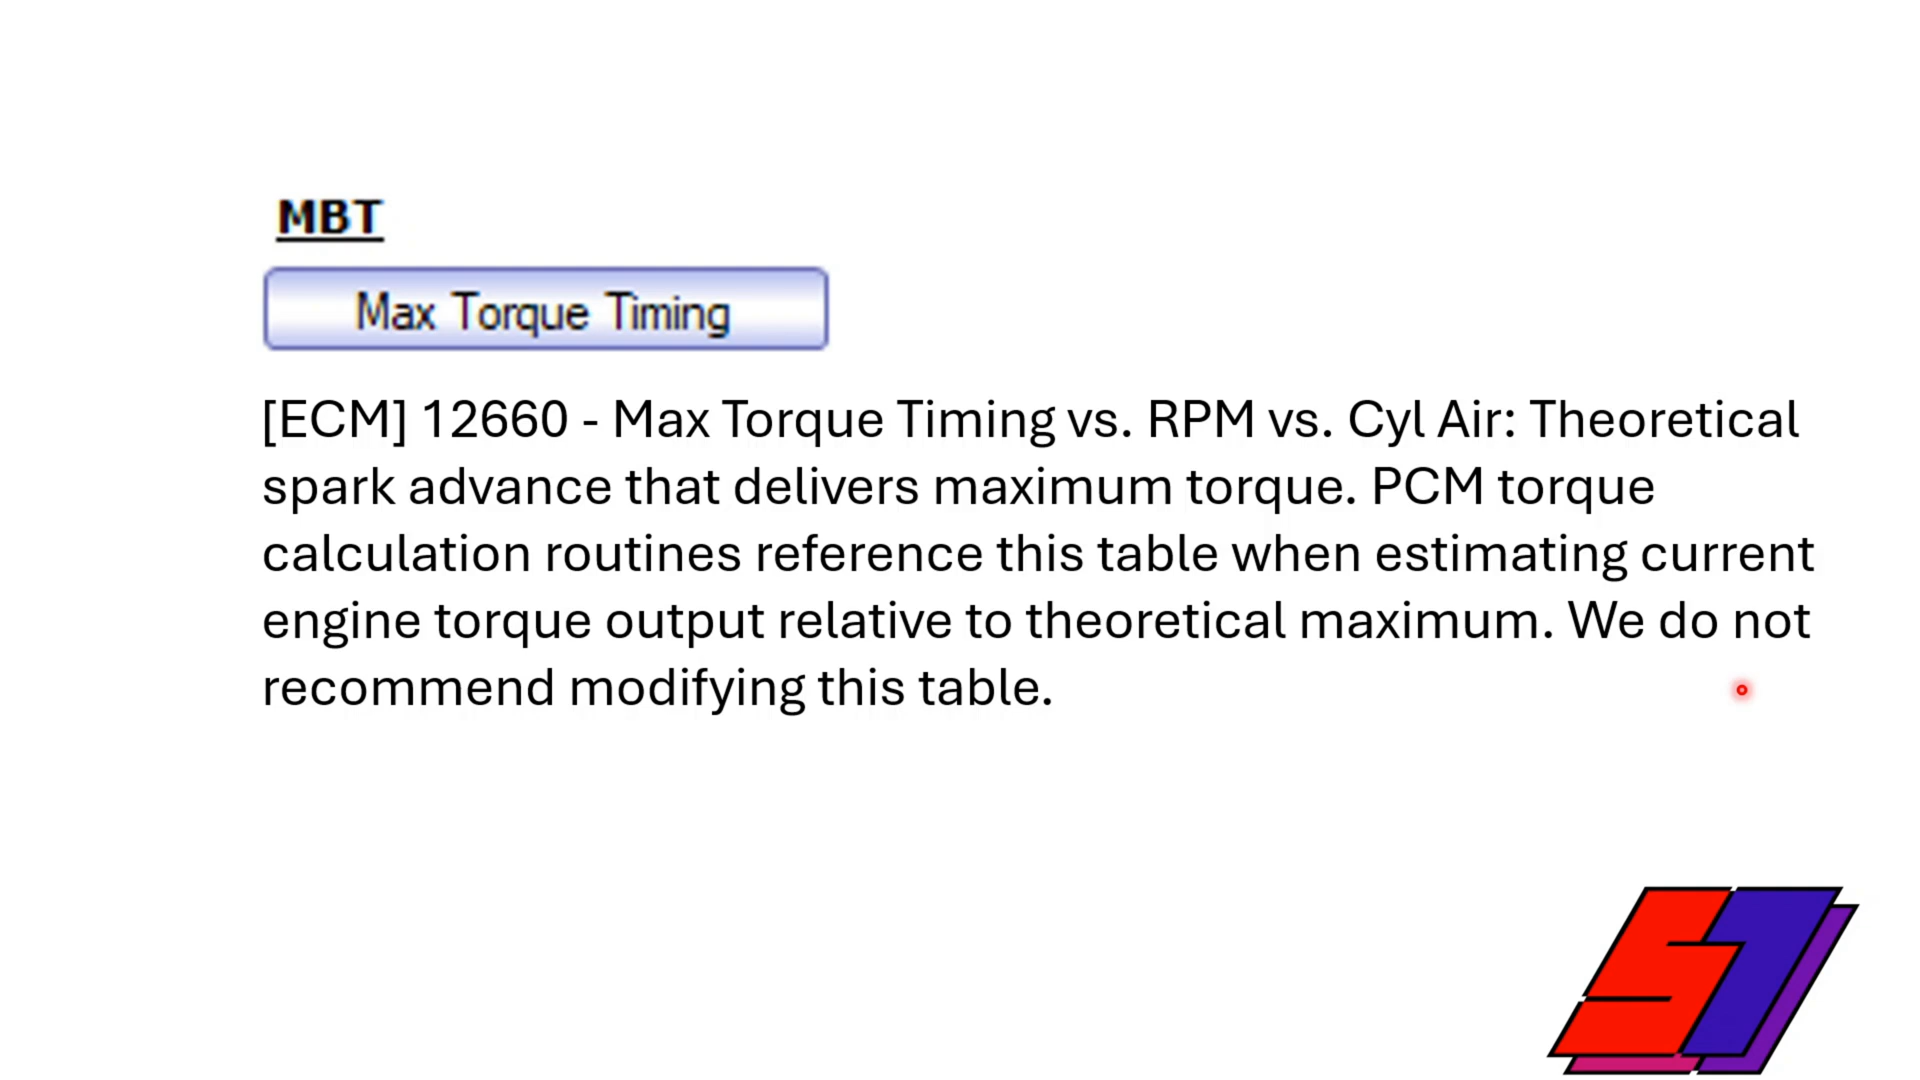 MBT
Max Torque Timing
[ECM] 12660 - Max Torque Timing vs. RPM vs. Cyl Air: Theoretical
spark advance that delivers maximum torque. PCM torque
calculation routines reference this table when estimating current
engine torque output relative to theoretical maximum. We do not
recommend modifying this table.